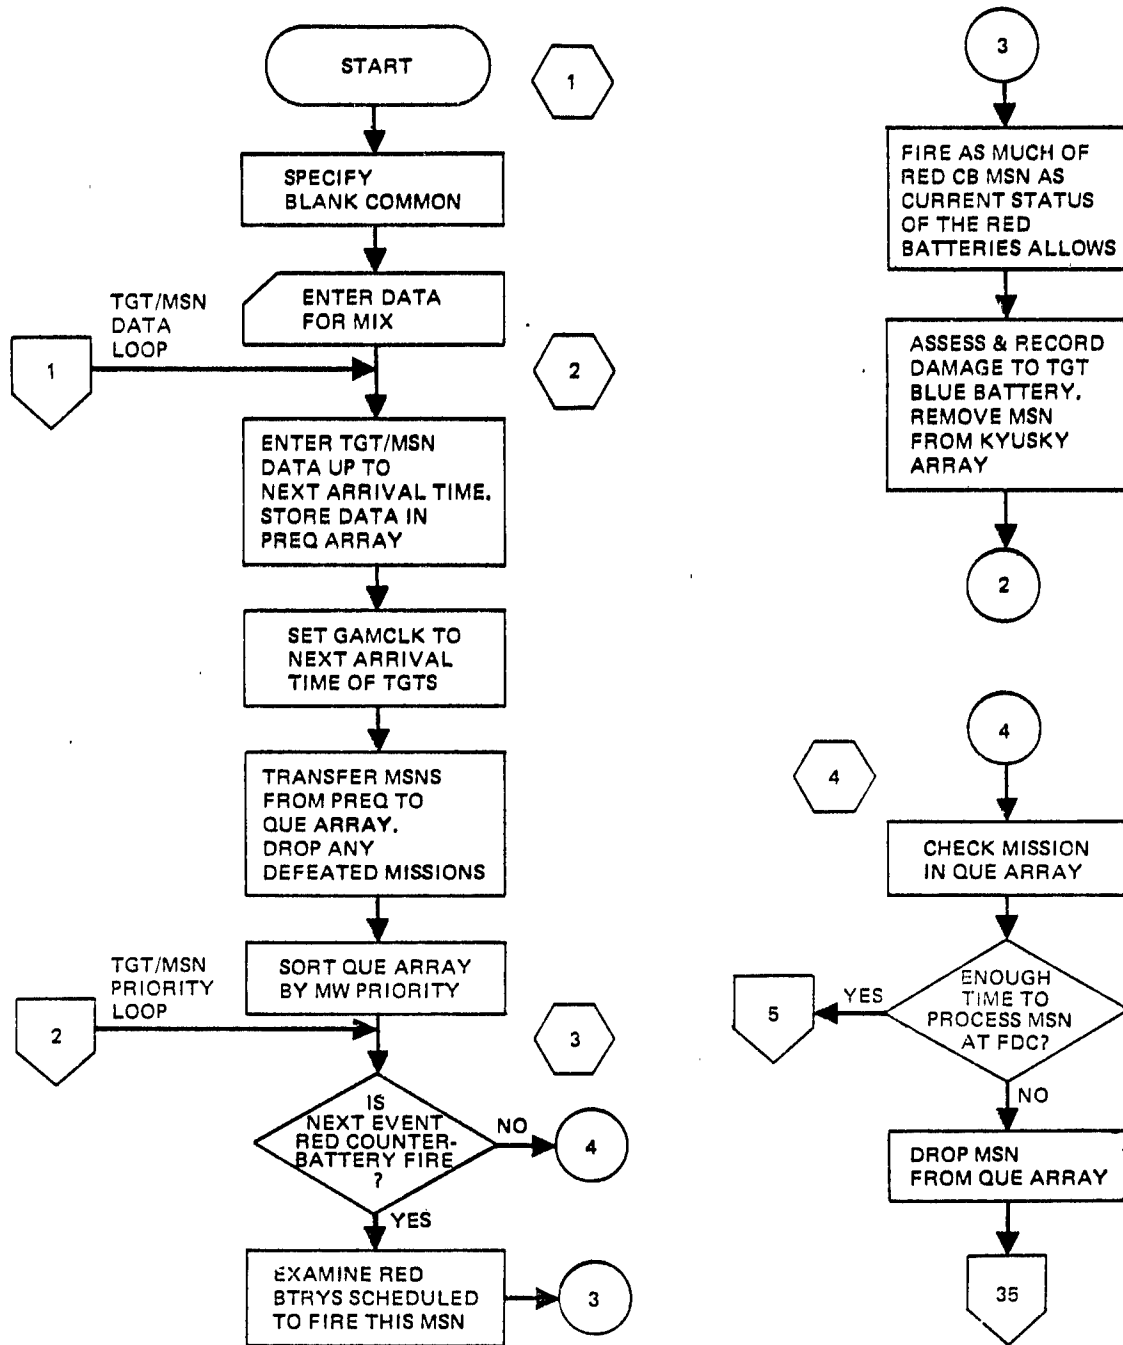 START
1
SPECIFY
BLANK COMMON
ENTER DATA
FOR MIX
TGT/MSN
DATA
LOOP
1
2
ENTER TGT/MSN
DATA UP TO
NEXT ARRIVAL TIME.
STORE DATA IN
PREQ ARRAY
SET GAMCLK TO
NEXT ARRIVAL
TIME OF TGTS
TRANSFER MSNS
FROM PREQ TO
QUE ARRAY.
DROP ANY
DEFEATED MISSIONS
SORT QUE ARRAY
BY MW PRIORITY
TGT/MSN
PRIORITY
LOOP
2
3
IS
NEXT EVENT
RED COUNTER-
BATTERY FIRE
?
NO
4
YES
EXAMINE RED
BTRYS SCHEDULED
TO FIRE THIS MSN
3
3
FIRE AS MUCH OF
RED CB MSN AS
CURRENT STATUS
OF THE RED
BATTERIES ALLOWS
ASSESS & RECORD
DAMAGE TO TGT
BLUE BATTERY.
REMOVE MSN
FROM KYUSKY
ARRAY
2
4
4
CHECK MISSION
IN QUE ARRAY
ENOUGH
TIME TO
PROCESS MSN
AT FDC?
YES
5
NO
DROP MSN
FROM QUE ARRAY
35